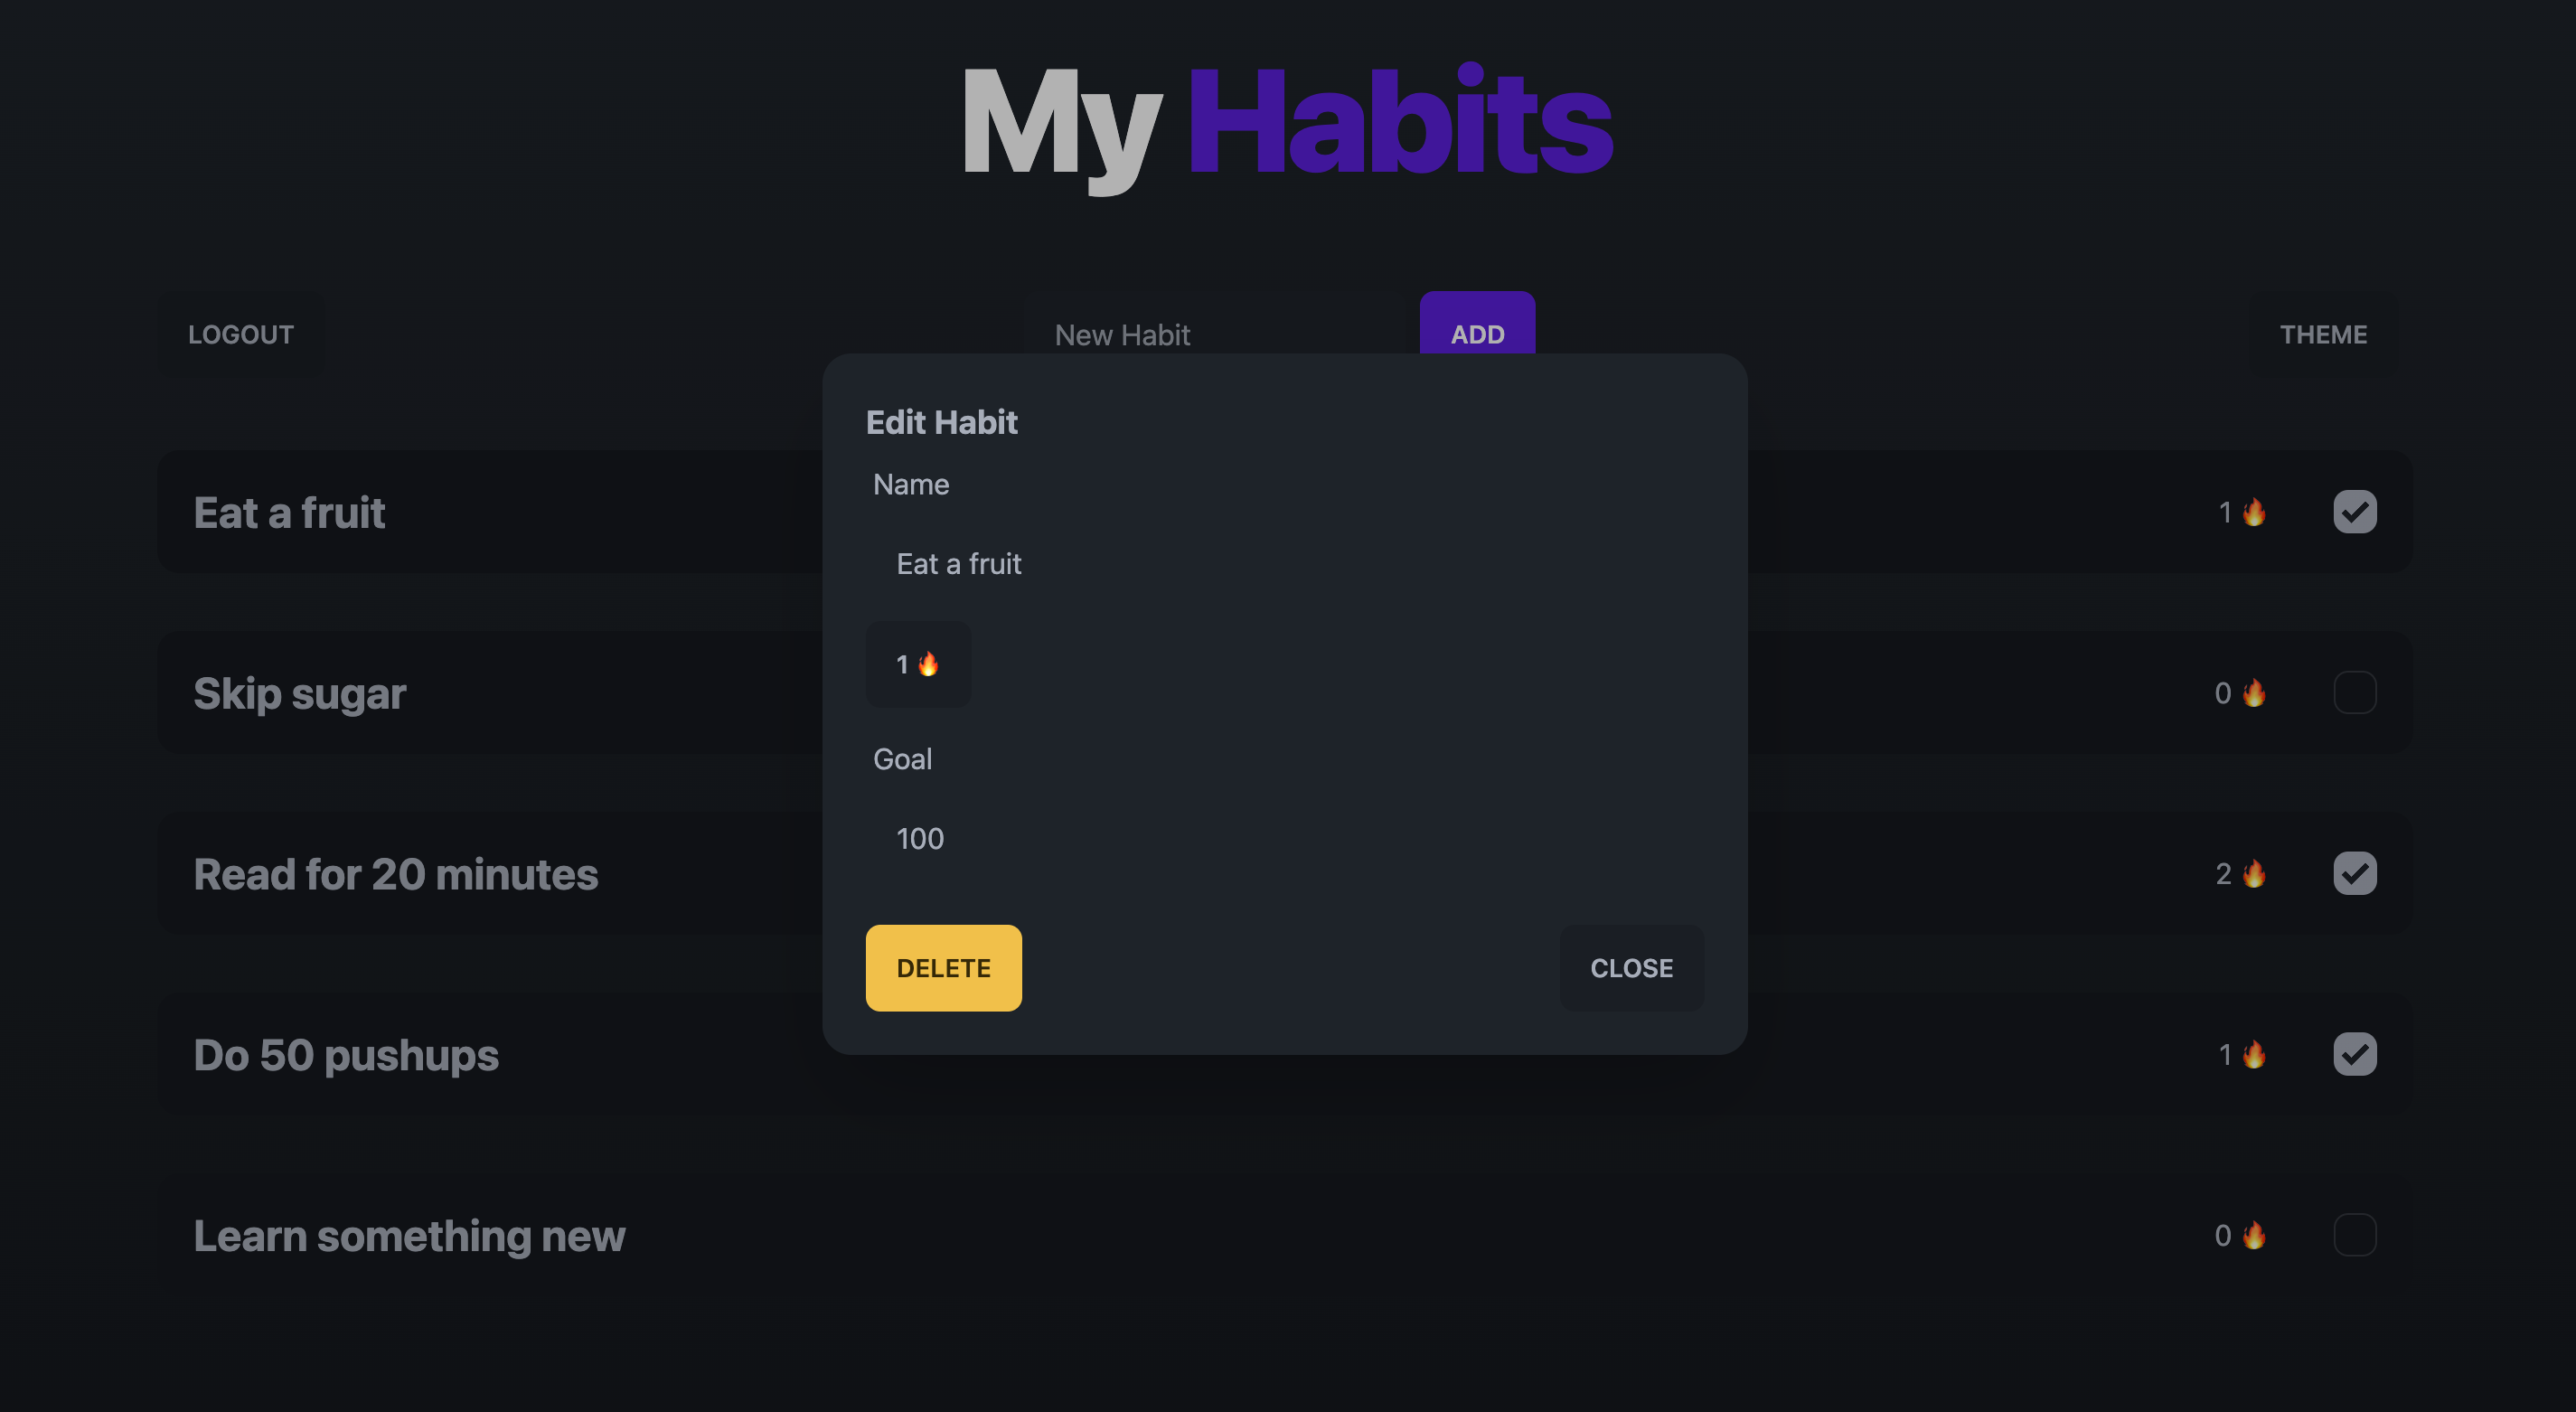 My Habits
LOGOUT
New Habit
ADD
THEME
Edit Habit
Name
Eat a fruit
1 🔥
Goal
100
DELETE
CLOSE
Eat a fruit
1 🔥
Skip sugar
0 🔥
Read for 20 minutes
2 🔥
Do 50 pushups
1 🔥
Learn something new
0 🔥